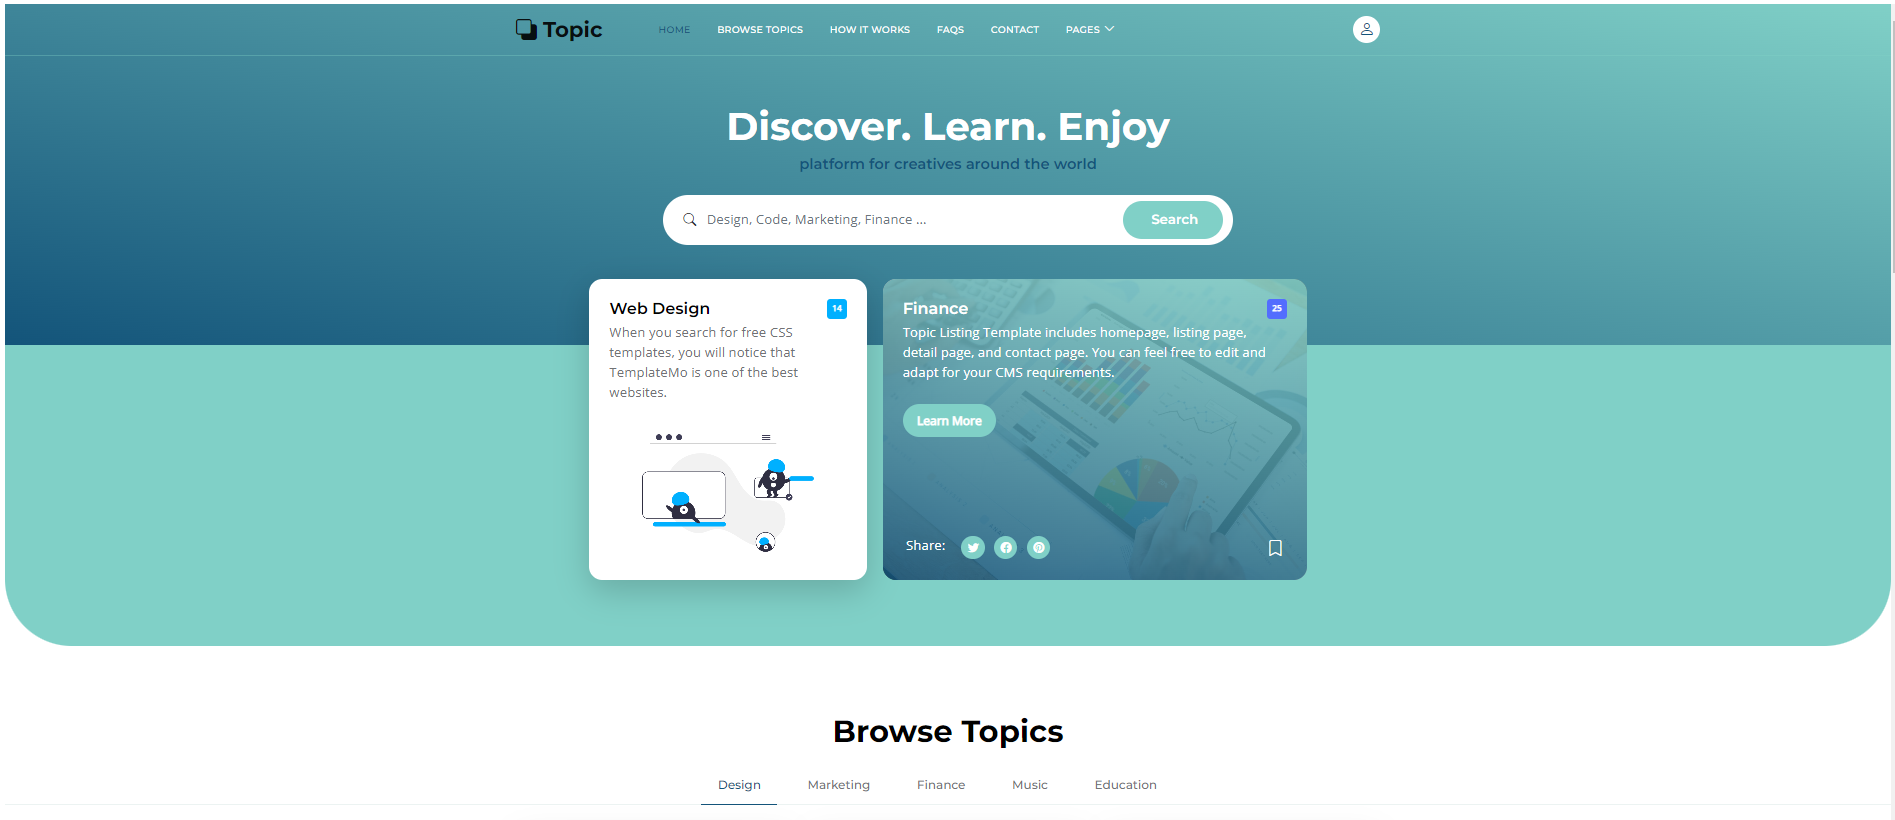 Topic
HOME
BROWSE TOPICS
HOW IT WORKS
FAQS
CONTACT
PAGES
Discover. Learn. Enjoy
platform for creatives around the world
Design, Code, Marketing, Finance ...
Search
Web Design
14
When you search for free CSS
templates, you will notice that
TemplateMo is one of the best
websites.
Finance
25
Topic Listing Template includes homepage, listing page,
detail page, and contact page. You can feel free to edit and
adapt for your CMS requirements.
Learn More
Share:
Browse Topics
Design
Marketing
Finance
Music
Education